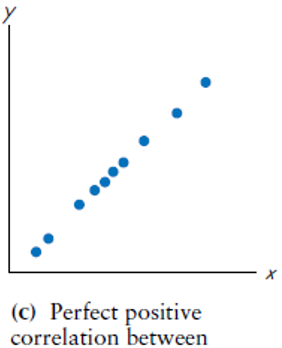 y
x
(c) Perfect positive
correlation between